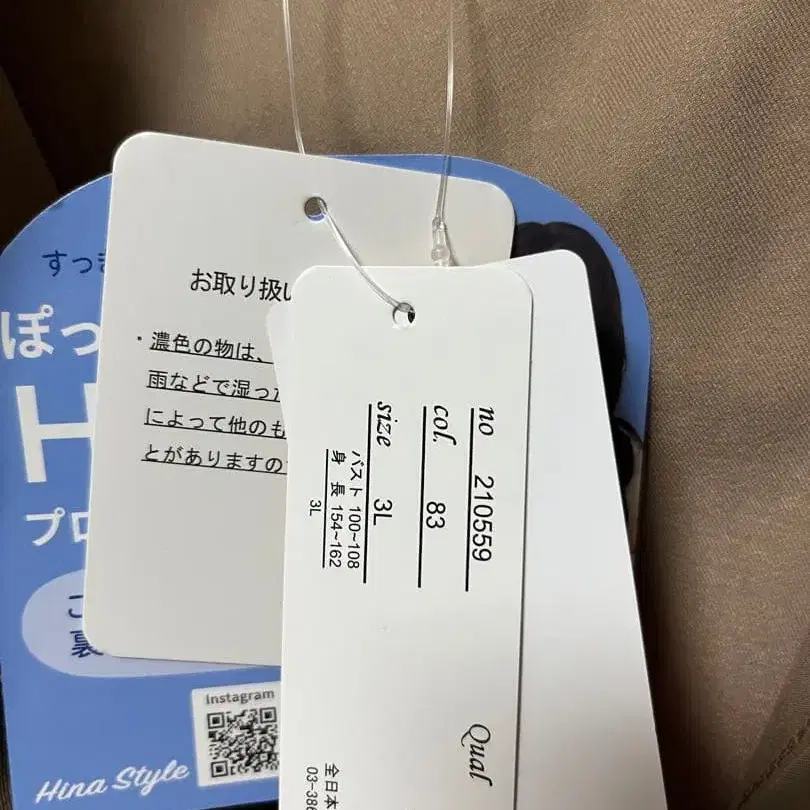 すっき
ぽっ
H
プロ
裏
Instagram
Hina Style
お取り扱い
・濃色の物は、
雨などで湿った
によって他のも
とがありますので
no 210559
col. 83
size 3L
バスト 100~108
身長 154~162
3L
Qual
全日本
03-386